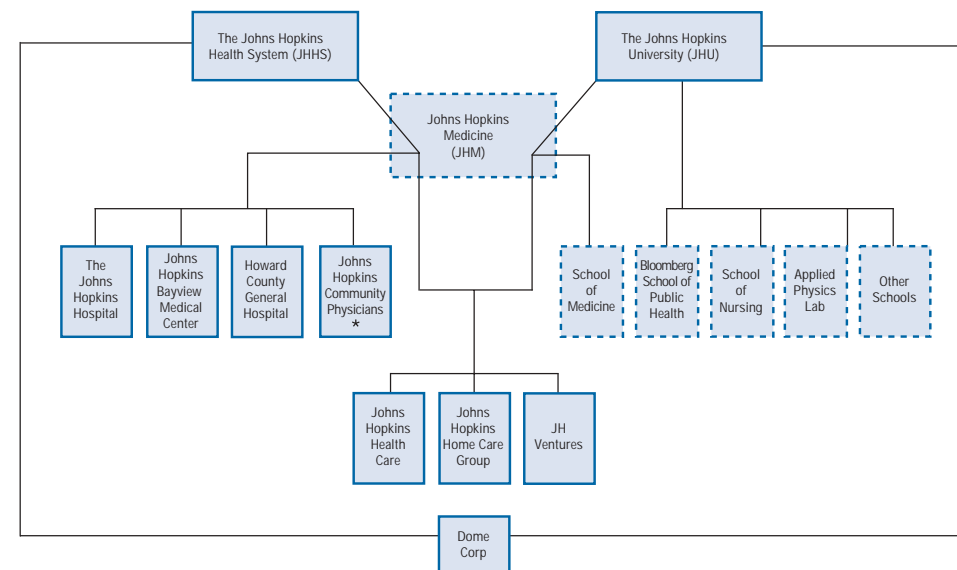 The Johns Hopkins
Health System (JHHS)
The Johns Hopkins
University (JHU)
Johns Hopkins
Medicine
(JHM)
The
Johns
Hopkins
Hospital
Johns
Hopkins
Bayview
Medical
Center
Howard
County
General
Hospital
Johns
Hopkins
Community
Physicians
*
School
of
Medicine
Bloomberg
School of
Public
Health
School
of
Nursing
Applied
Physics
Lab
Other
Schools
Johns
Hopkins
Health
Care
Johns
Hopkins
Home Care
Group
JH
Ventures
Dome
Corp